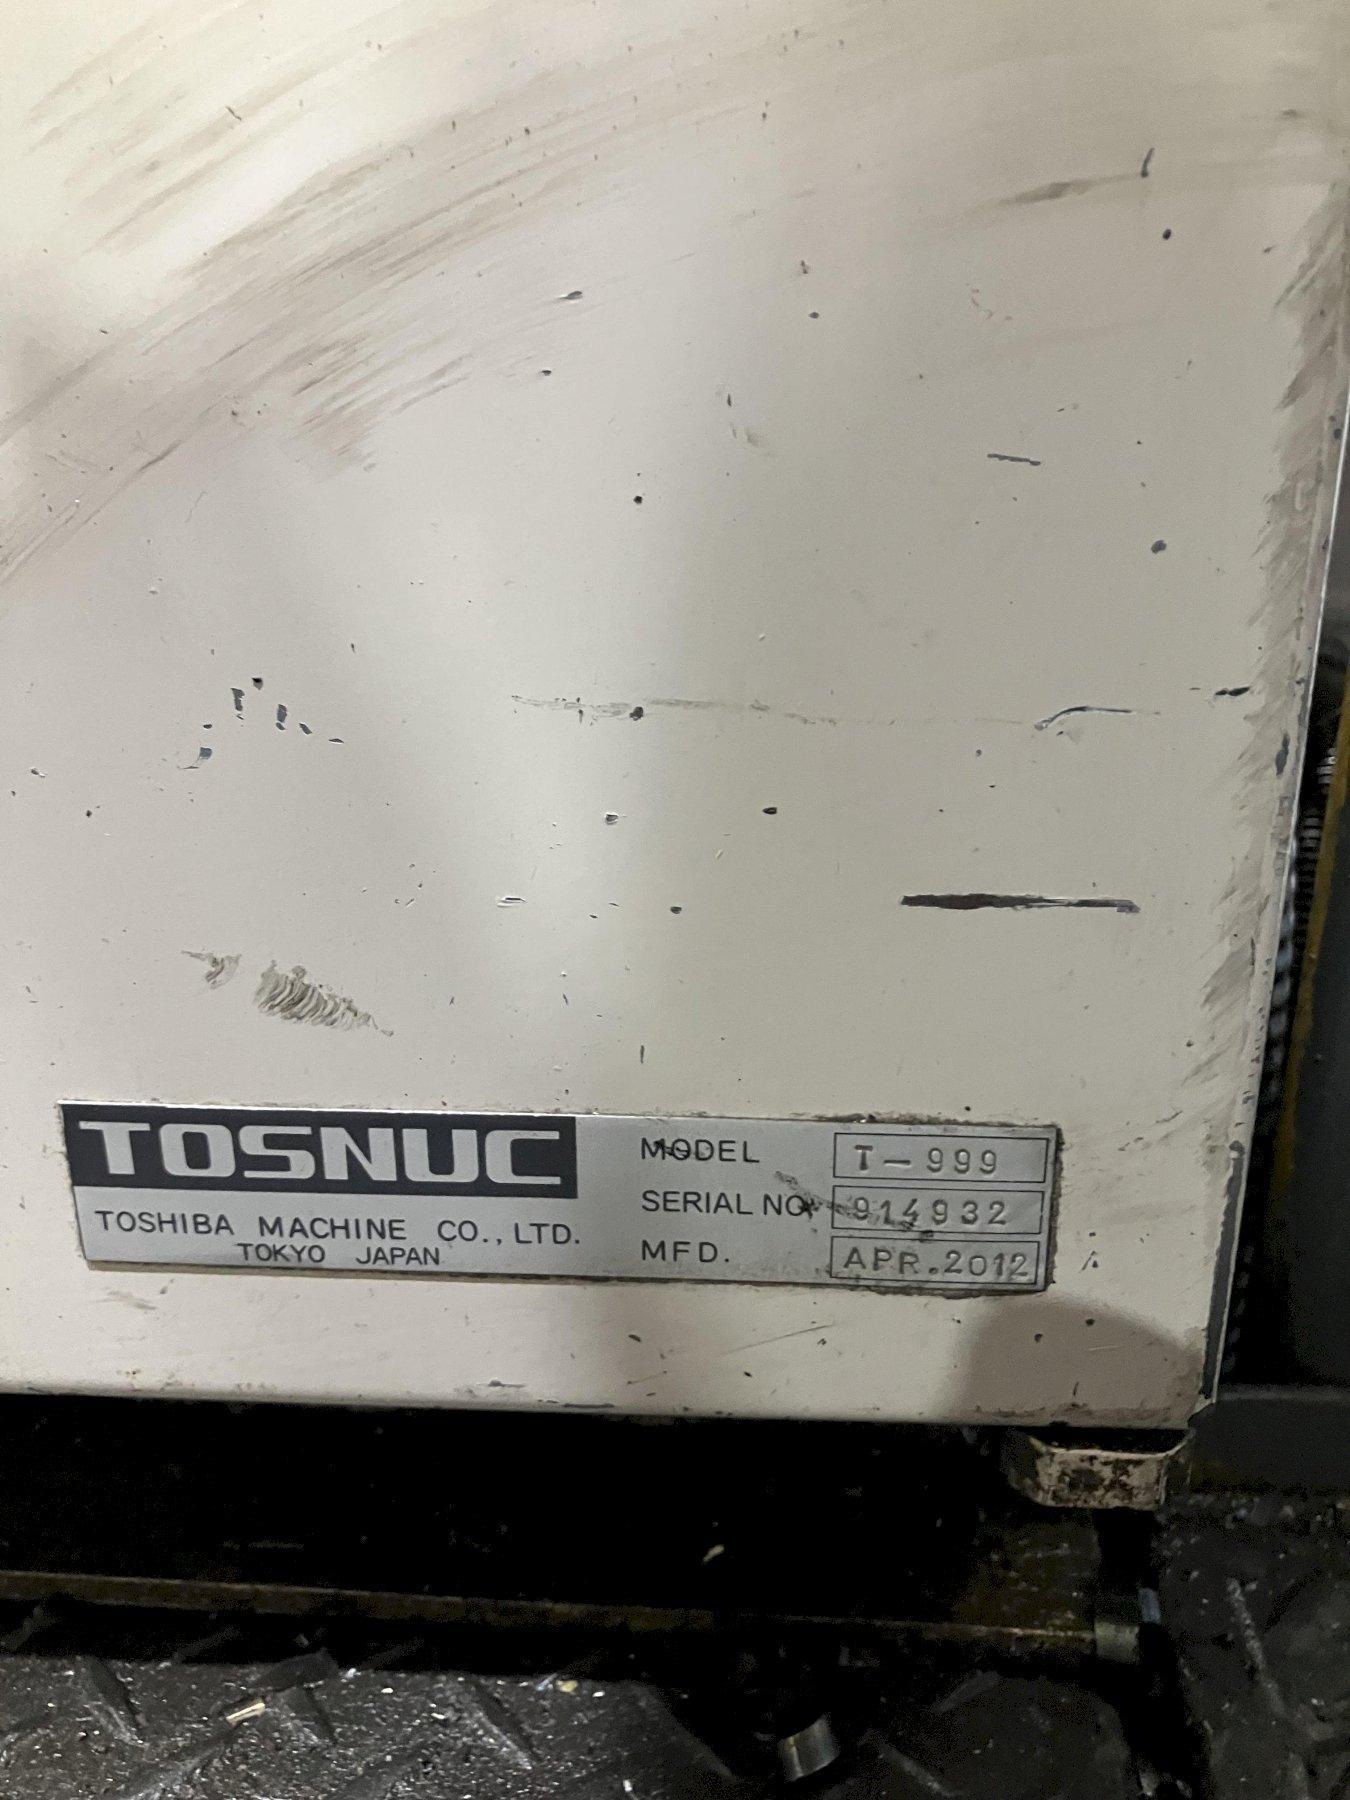 TOSNUC
TOSHIBA MACHINE CO., LTD.
TOKYO JAPAN
MODEL T-999
SERIAL NO. 914932
MFD. APR.2012